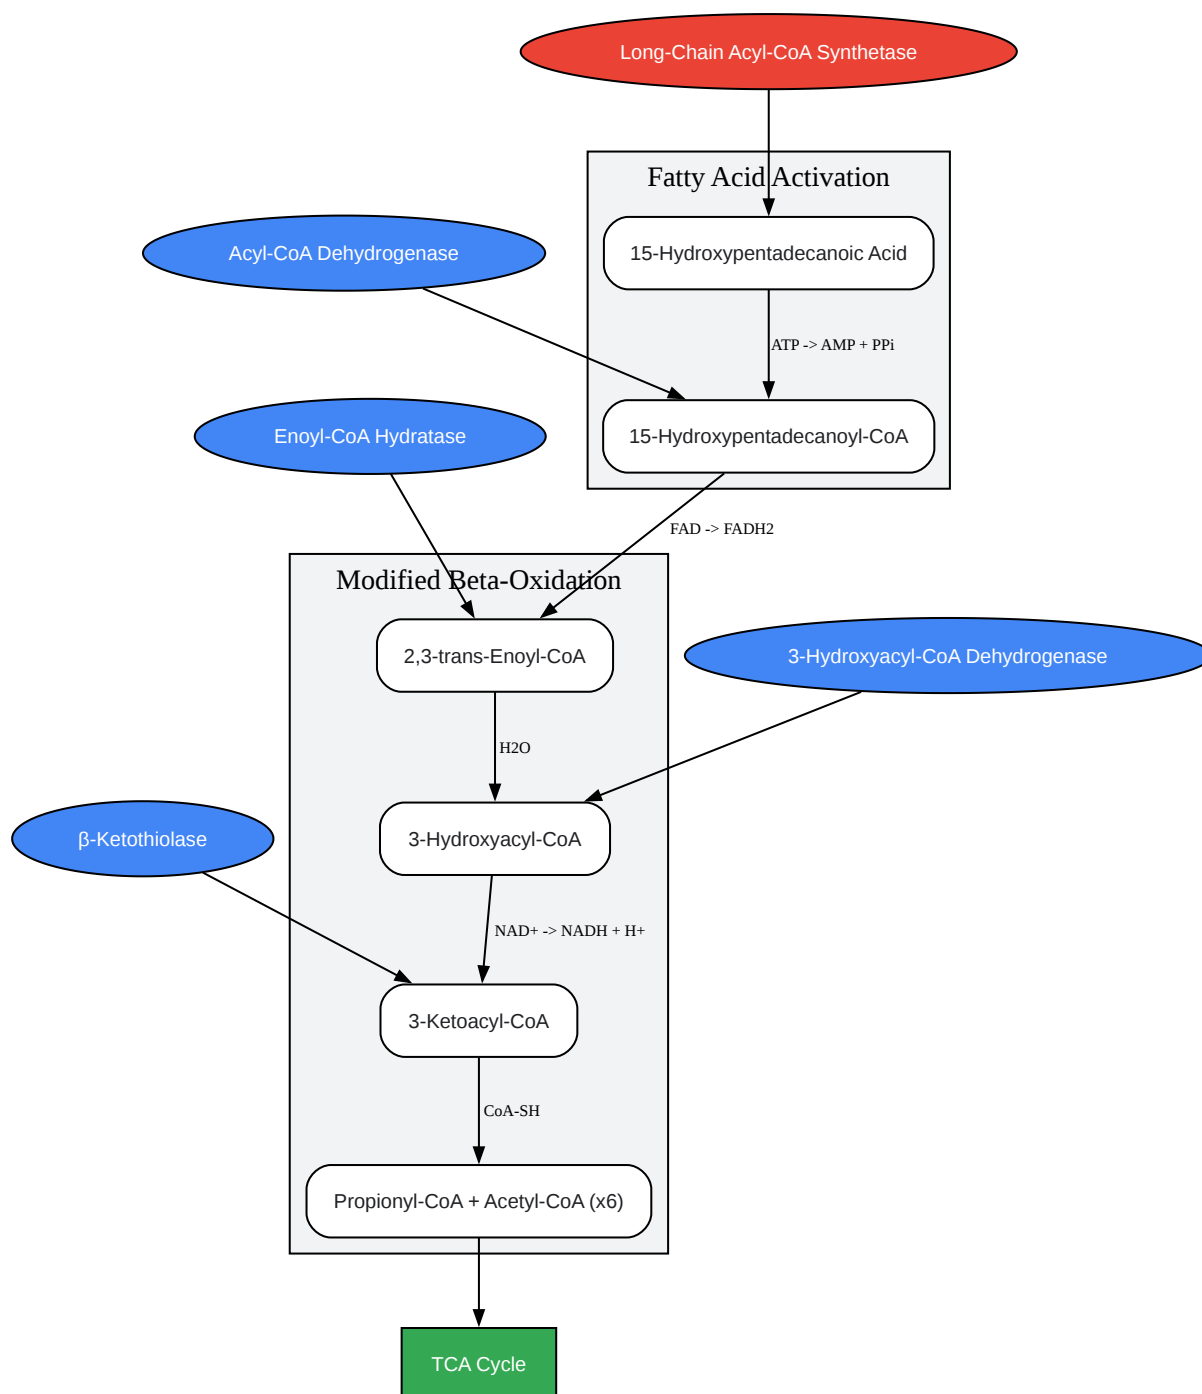 Long-Chain Acyl-CoA Synthetase
Fatty Acid Activation
Acyl-CoA Dehydrogenase
15-Hydroxypentadecanoic Acid
ATP -> AMP + PPi
Enoyl-CoA Hydratase
15-Hydroxypentadecanoyl-CoA
FAD -> FADH2
Modified Beta-Oxidation
2,3-trans-Enoyl-CoA
3-Hydroxyacyl-CoA Dehydrogenase
H2O
β-Ketothiolase
3-Hydroxyacyl-CoA
NAD+ -> NADH + H+
3-Ketoacyl-CoA
CoA-SH
Propionyl-CoA + Acetyl-CoA (x6)
TCA Cycle